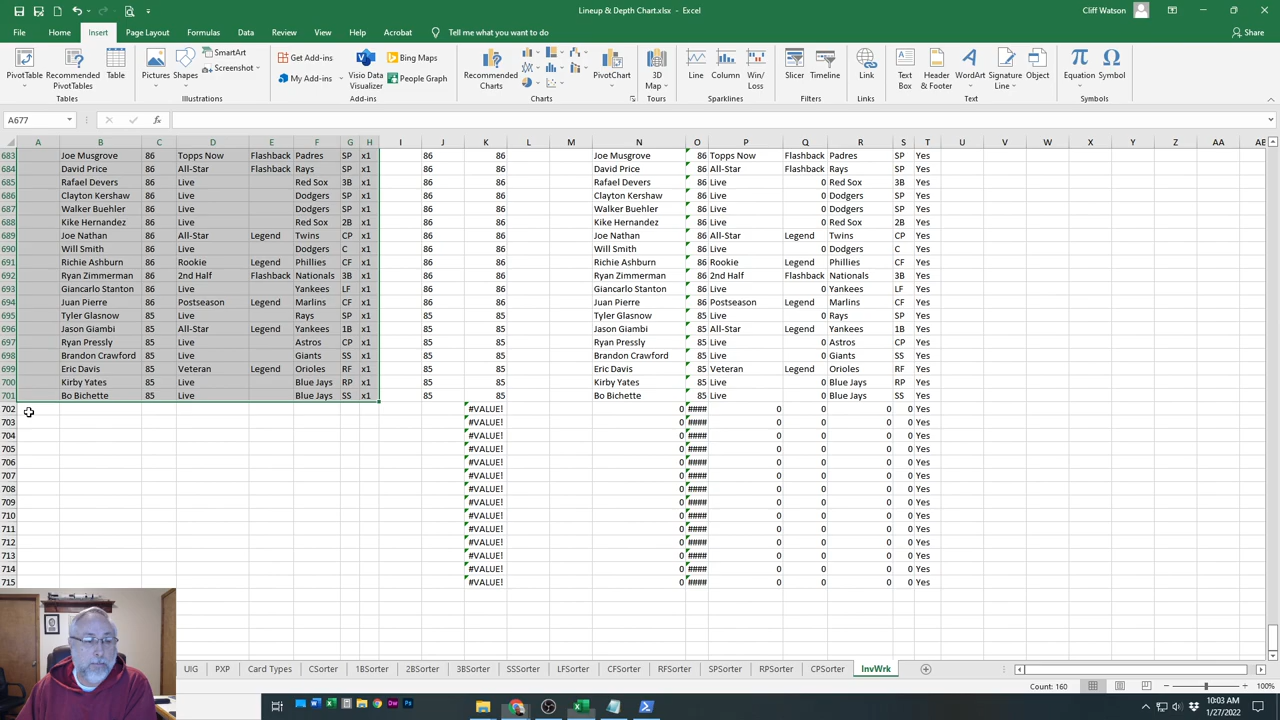 Lineup & Depth Chart.xlsx - Excel
Cliff Watson
File Home Insert Page Layout Formulas Data Review View Help Acrobat Tell me what you want to do Share
PivotTable Recommended PivotTables Table Pictures Shapes SmartArt Screenshot Get Add-ins My Add-ins Visio Data Visualizer People Graph Recommended Charts PivotChart 3D Map Line Column Win/Loss Slicer Timeline Link Text Box Header & Footer WordArt Signature Line Object Equation Symbol
Tables Illustrations Add-ins Charts Tours Sparklines Filters Links Text Symbols
A677 fx
A B C D E F G H I J K L M N O P Q R S T U V W X Y Z AA
683 Joe Musgrove 86 Topps Now Flashback Padres SP x1 86 86 Joe Musgrove 86 Topps Now Flashback Padres SP Yes
684 David Price 86 All-Star Flashback Rays SP x1 86 86 David Price 86 All-Star Flashback Rays SP Yes
685 Rafael Devers 86 Live Red Sox 3B x1 86 86 Rafael Devers 86 Live 0 Red Sox 3B Yes
686 Clayton Kershaw 86 Live Dodgers SP x1 86 86 Clayton Kershaw 86 Live 0 Dodgers SP Yes
687 Walker Buehler 86 Live Dodgers SP x1 86 86 Walker Buehler 86 Live 0 Dodgers SP Yes
688 Kike Hernandez 86 Live Red Sox 2B x1 86 86 Kike Hernandez 86 Live 0 Red Sox 2B Yes
689 Joe Nathan 86 All-Star Legend Twins CP x1 86 86 Joe Nathan 86 All-Star Legend Twins CP Yes
690 Will Smith 86 Live Dodgers C x1 86 86 Will Smith 86 Live 0 Dodgers C Yes
691 Richie Ashburn 86 Rookie Legend Phillies CF x1 86 86 Richie Ashburn 86 Rookie Legend Phillies CF Yes
692 Ryan Zimmerman 86 2nd Half Flashback Nationals 3B x1 86 86 Ryan Zimmerman 86 2nd Half Flashback Nationals 3B Yes
693 Giancarlo Stanton 86 Live Yankees LF x1 86 86 Giancarlo Stanton 86 Live 0 Yankees LF Yes
694 Juan Pierre 86 Postseason Legend Marlins CF x1 86 86 Juan Pierre 86 Postseason Legend Marlins CF Yes
695 Tyler Glasnow 85 Live Rays SP x1 85 85 Tyler Glasnow 85 Live 0 Rays SP Yes
696 Jason Giambi 85 All-Star Legend Yankees 1B x1 85 85 Jason Giambi 85 All-Star Legend Yankees 1B Yes
697 Ryan Pressly 85 Live Astros CP x1 85 85 Ryan Pressly 85 Live 0 Astros CP Yes
698 Brandon Crawford 85 Live Giants SS x1 85 85 Brandon Crawford 85 Live 0 Giants SS Yes
699 Eric Davis 85 Veteran Legend Orioles RF x1 85 85 Eric Davis 85 Veteran Legend Orioles RF Yes
700 Kirby Yates 85 Live Blue Jays RP x1 85 85 Kirby Yates 85 Live 0 Blue Jays RP Yes
701 Bo Bichette 85 Live Blue Jays SS x1 85 85 Bo Bichette 85 Live 0 Blue Jays SS Yes
702 #VALUE! 0 #### 0 0 0 0 Yes
703 #VALUE! 0 #### 0 0 0 0 Yes
704 #VALUE! 0 #### 0 0 0 0 Yes
705 #VALUE! 0 #### 0 0 0 0 Yes
706 #VALUE! 0 #### 0 0 0 0 Yes
707 #VALUE! 0 #### 0 0 0 0 Yes
708 #VALUE! 0 #### 0 0 0 0 Yes
709 #VALUE! 0 #### 0 0 0 0 Yes
710 #VALUE! 0 #### 0 0 0 0 Yes
711 #VALUE! 0 #### 0 0 0 0 Yes
712 #VALUE! 0 #### 0 0 0 0 Yes
713 #VALUE! 0 #### 0 0 0 0 Yes
714 #VALUE! 0 #### 0 0 0 0 Yes
715 #VALUE! 0 #### 0 0 0 0 Yes
UIG PXP Card Types CSorter 1BSorter 2BSorter 3BSorter SSSorter LFSorter CFSorter RFSorter SPSorter RPSorter CPSorter InvWrk
Count: 160 100%
10:03 AM
1/27/2022